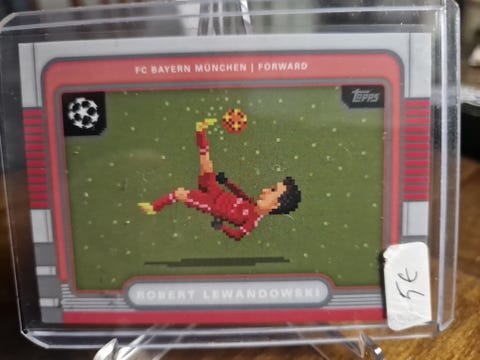 FC BAYERN MÜNCHEN | FORWARD
TOPPS
ROBERT LEWANDOWSKI
5€